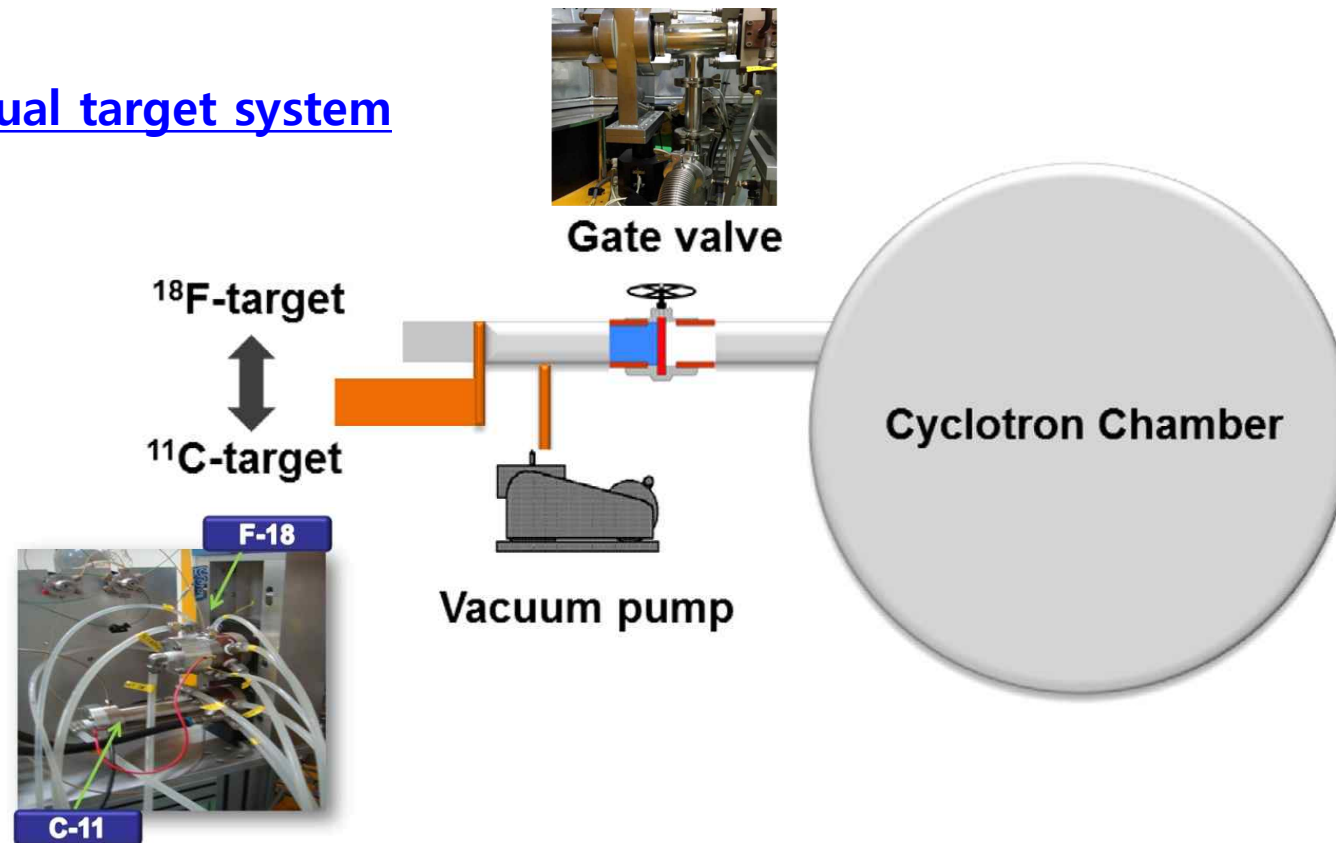 ual target system
Gate valve
¹⁸F-target
¹¹C-target
Cyclotron Chamber
Vacuum pump
F-18
C-11